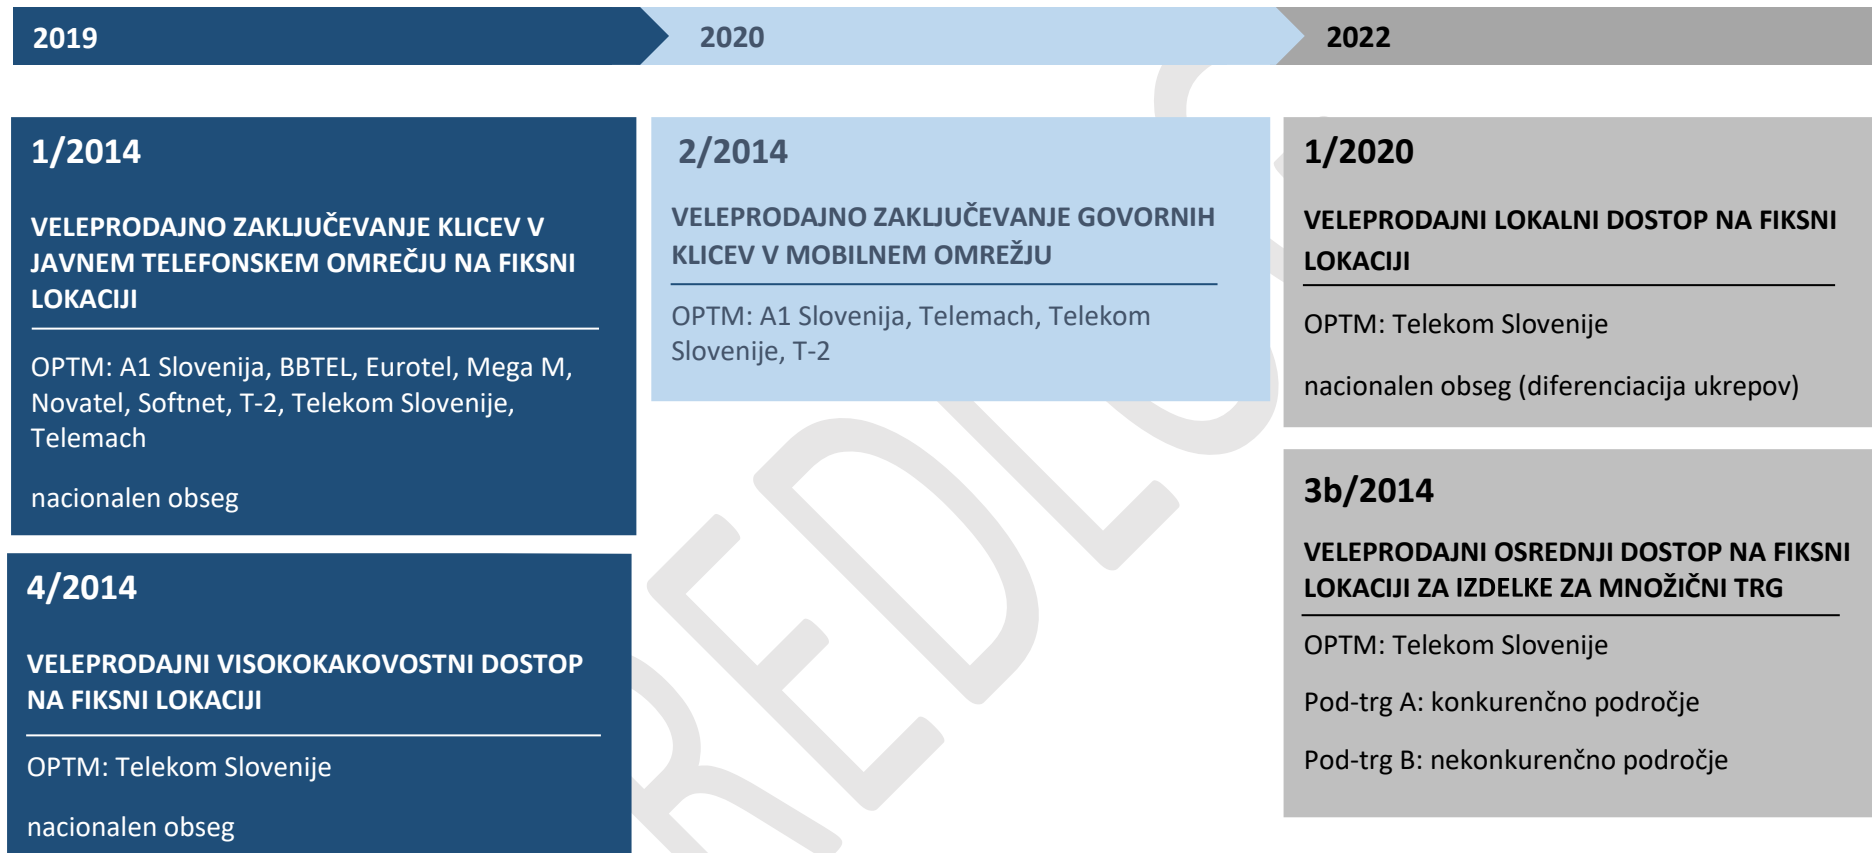 2019
2020
2022
1/2014
VELEPRODAJNO ZAKLJUČEVANJE KLICEV V
JAVNEM TELEFONSKEM OMREČJU NA FIKSNI
LOKACIJI
OPTM: A1 Slovenija, BBTEL, Eurotel, Mega M,
Novatel, Softnet, T-2, Telekom Slovenije,
Telemach
nacionalen obseg
4/2014
VELEPRODAJNI VISOKOKAKOVOSTNI DOSTOP
NA FIKSNI LOKACIJI
OPTM: Telekom Slovenije
nacionalen obseg
2/2014
VELEPRODAJNO ZAKLJUČEVANJE GOVORNIH
KLICEV V MOBILNEM OMREŽJU
OPTM: A1 Slovenija, Telemach, Telekom
Slovenije, T-2
1/2020
VELEPRODAJNI LOKALNI DOSTOP NA FIKSNI
LOKACIJI
OPTM: Telekom Slovenije
nacionalen obseg (diferenciacija ukrepov)
3b/2014
VELEPRODAJNI OSREDNJI DOSTOP NA FIKSNI
LOKACIJI ZA IZDELKE ZA MNOŽIČNI TRG
OPTM: Telekom Slovenije
Pod-trg A: konkurenčno področje
Pod-trg B: nekonkurenčno področje